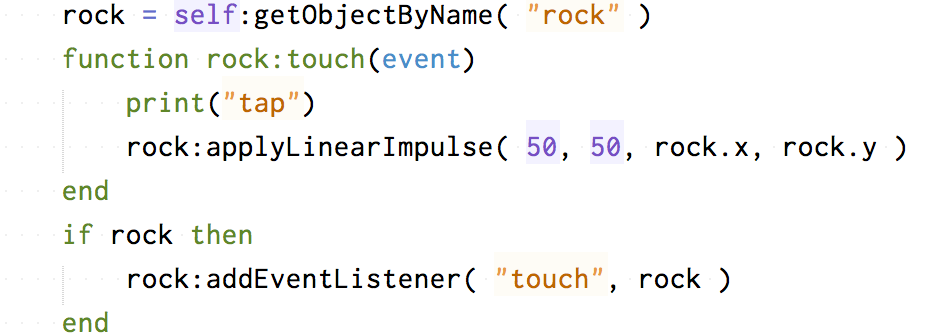 rock = self:getObjectByName( "rock" )
function rock:touch(event)
print("tap")
rock:applyLinearImpulse( 50, 50, rock.x, rock.y )
end
if rock then
rock:addEventListener( "touch", rock )
end